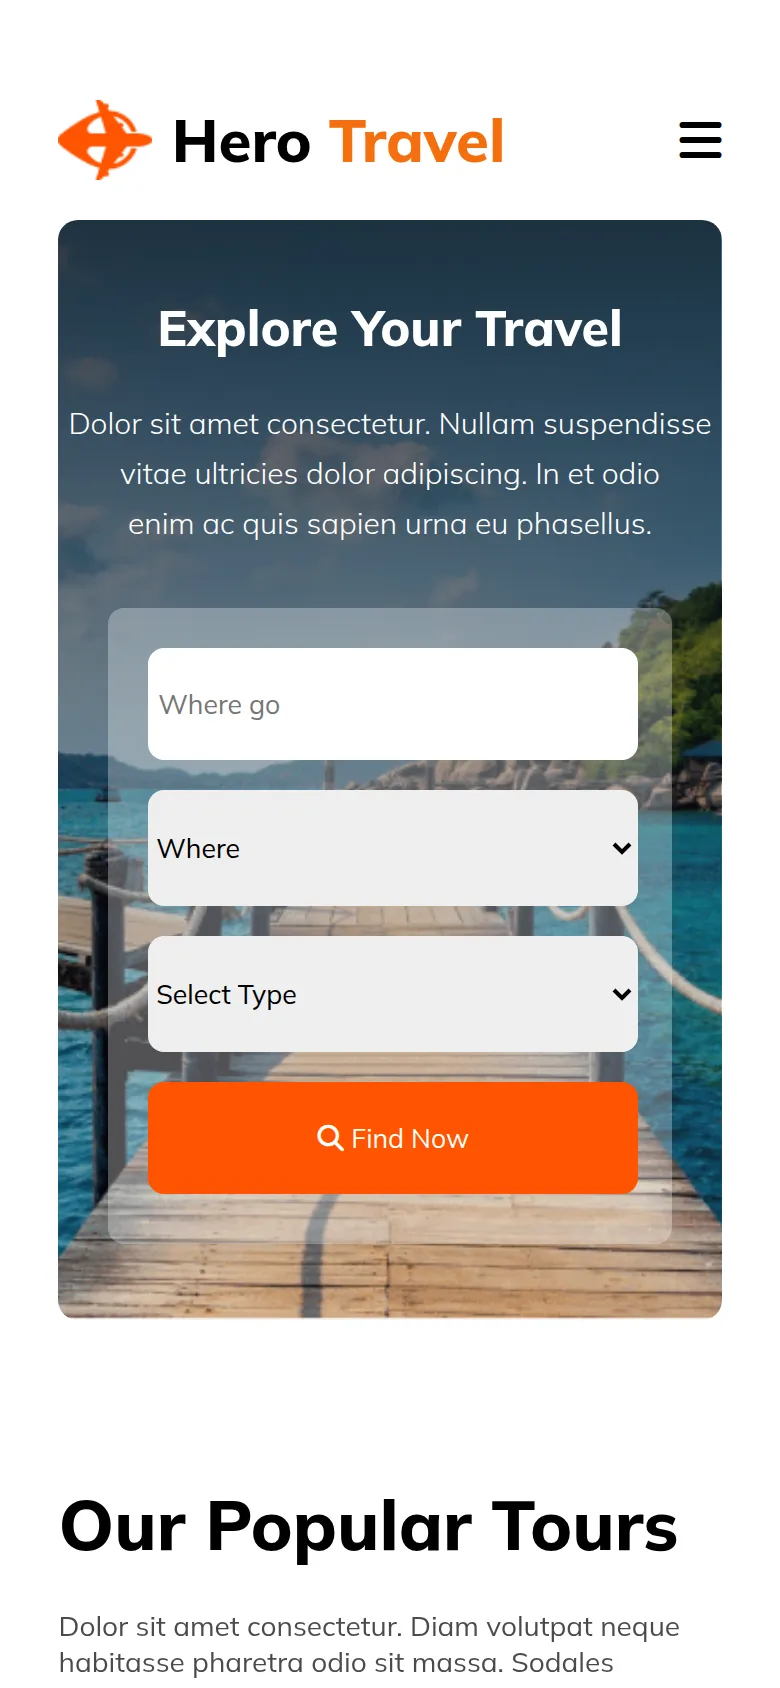 Hero Travel
Explore Your Travel
Dolor sit amet consectetur. Nullam suspendisse
vitae ultricies dolor adipiscing. In et odio
enim ac quis sapien urna eu phasellus.
Where go
Where
Select Type
Find Now
Our Popular Tours
Dolor sit amet consectetur. Diam volutpat neque
habitasse pharetra odio sit massa. Sodales